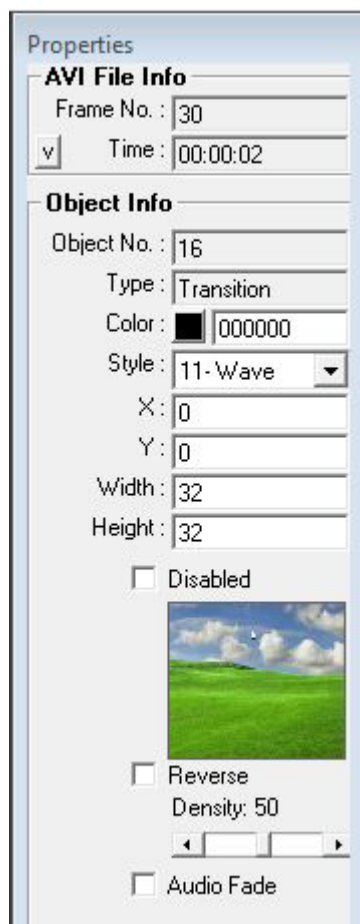 Properties
AVI File Info
Frame No. : 30
v Time : 00:00:02
Object Info
Object No. : 16
Type : Transition
Color : 000000
Style : 11- Wave
X : 0
Y : 0
Width : 32
Height : 32
Disabled
Reverse
Density: 50
Audio Fade